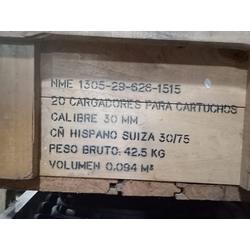 NME 1305-29-626-1515
20 CARGADORES PARA CARTUCHOS
CALIBRE 30 MM
CÑ HISPANO SUIZA 30/75
PESO BRUTO: 42.5 KG
VOLUMEN 0.094 M³